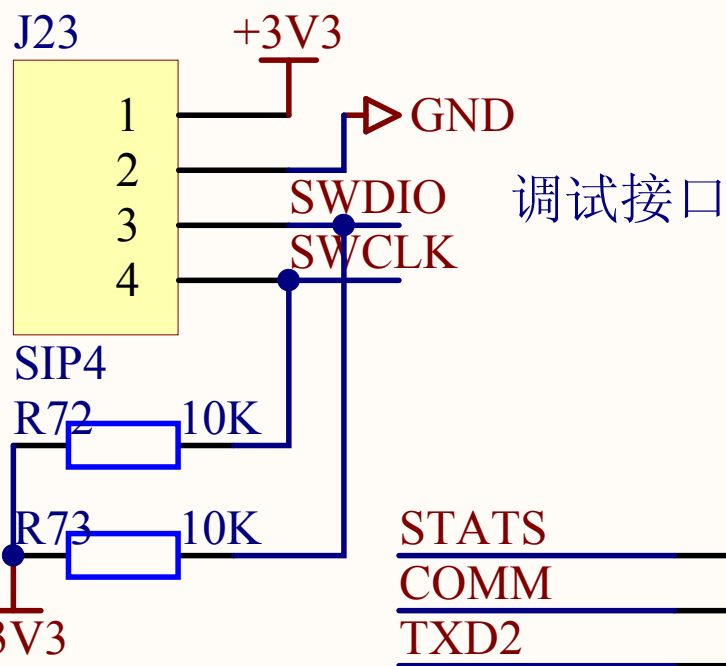 J23
+3V3
1
GND
2
SWDIO
调试接口
3
SWCLK
4
SIP4
R72 10K
R73 10K
STATS
COMM
3V3
TXD2